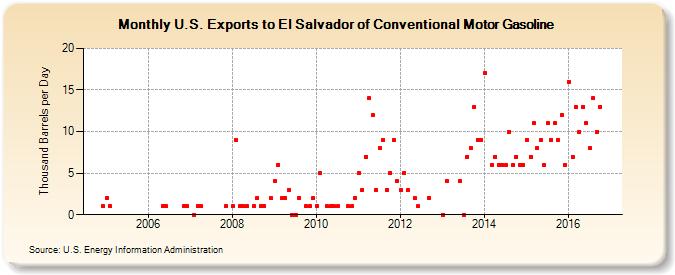 Monthly U.S. Exports to El Salvador of Conventional Motor Gasoline
Thousand Barrels per Day
20
15
10
5
0
2006 2008 2010 2012 2014 2016
Source: U.S. Energy Information Administration